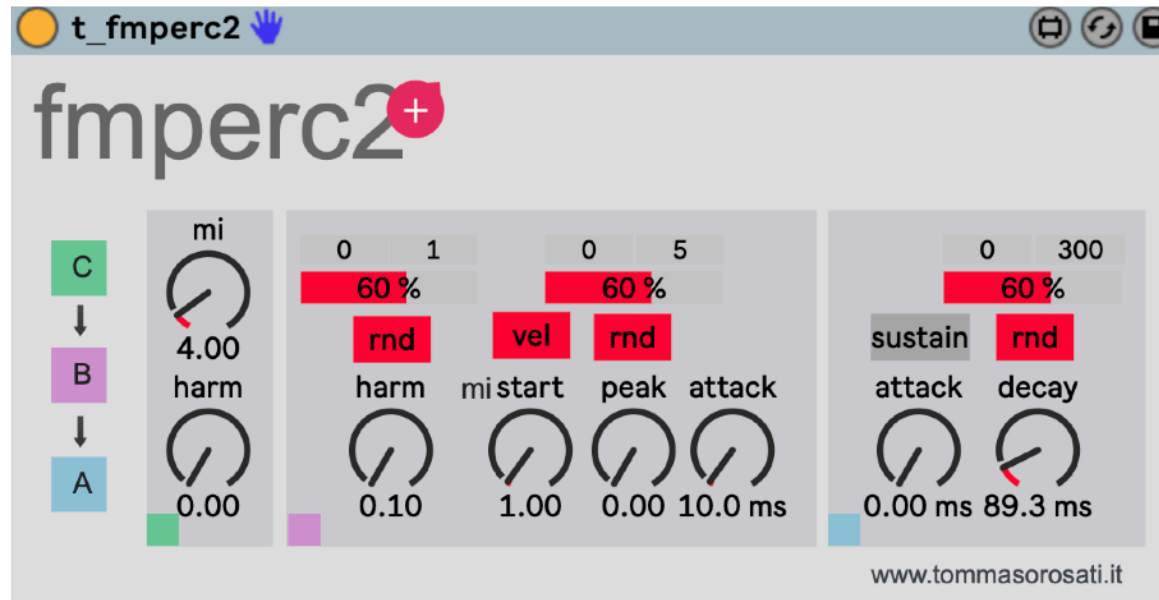 t_fmperc2
fmperc2
+
C
B
A
mi
4.00
harm
0.00
0 1
60 %
rnd
harm
0.10
0 5
60 %
vel rnd
mi start peak attack
1.00 0.00 10.0 ms
0 300
60 %
sustain rnd
attack decay
0.00 ms 89.3 ms
www.tommasorosati.it